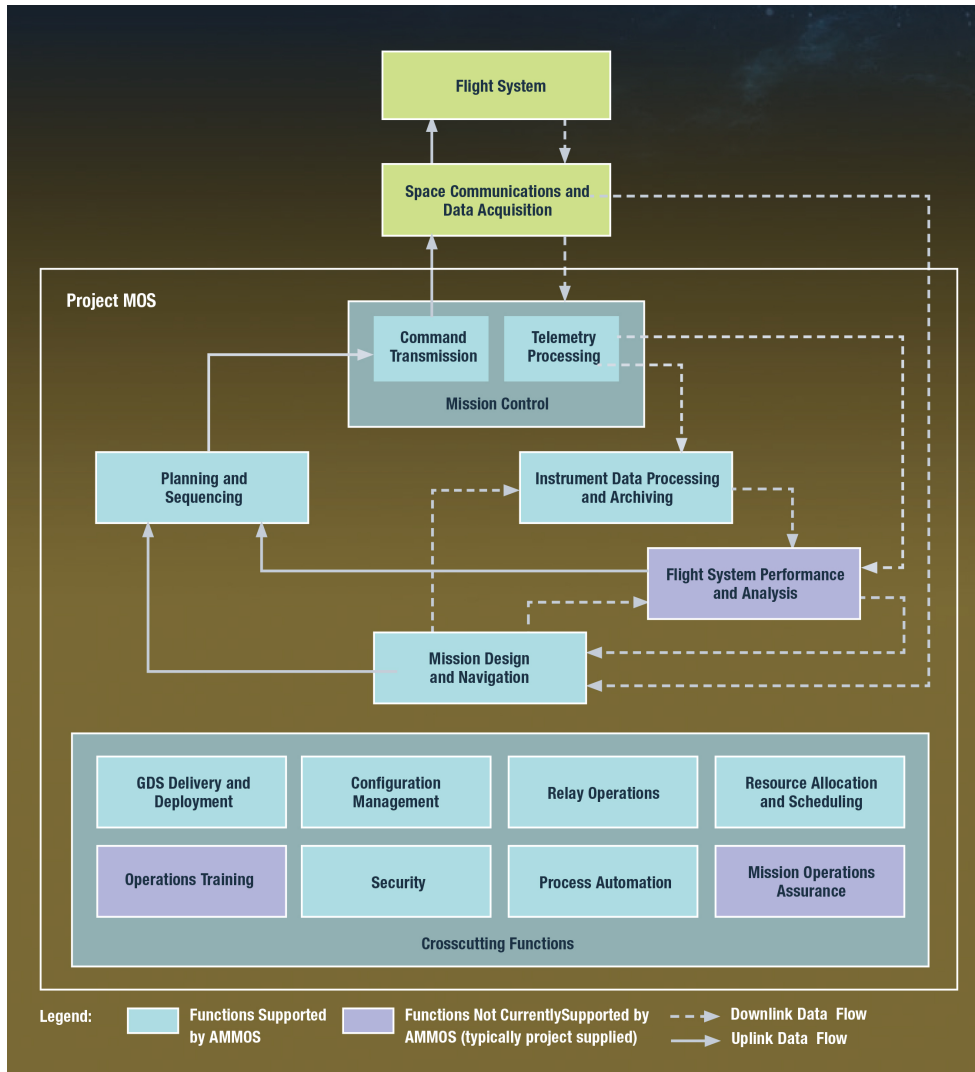 Flight System
Space Communications and
Data Acquisition
Project MOS
Command
Transmission
Telemetry
Processing
Mission Control
Planning and
Sequencing
Instrument Data Processing
and Archiving
Flight System Performance
and Analysis
Mission Design
and Navigation
GDS Delivery and
Deployment
Configuration
Management
Relay Operations
Resource Allocation
and Scheduling
Operations Training
Security
Process Automation
Mission Operations
Assurance
Crosscutting Functions
Legend:
Functions Supported
by AMMOS
Functions Not CurrentlySupported by
AMMOS (typically project supplied)
Downlink Data Flow
Uplink Data Flow